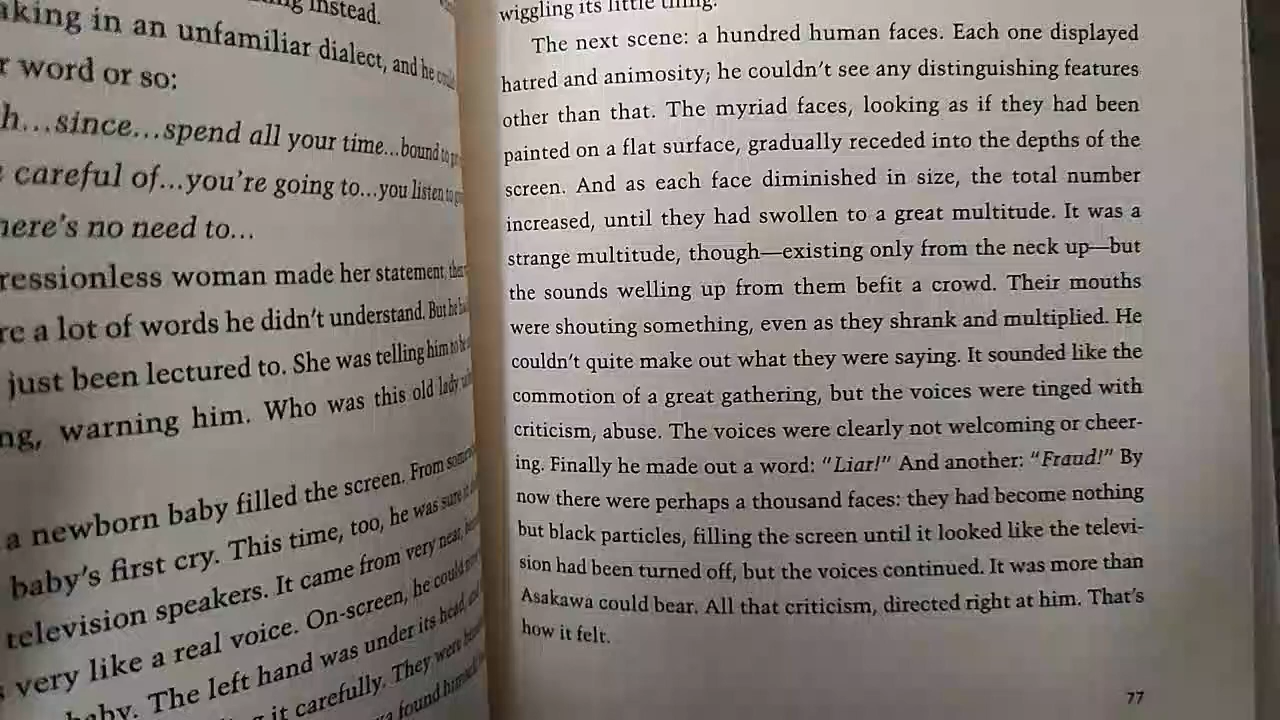 instead.
aking in an unfamiliar dialect, and he
r word or so:
h...since...spend all your time...bound to
careful of...you're going to...you listen to
here's no need to...
ressionless woman made her statement,
re a lot of words he didn't understand. But he
just been lectured to. She was telling him to be
ng, warning him. Who was this old lady
a newborn baby filled the screen. From
baby's first cry. This time, too, he was sure it
television speakers. It came from very near,
very like a real voice. On-screen, he could
baby. The left hand was under its head,
it carefully. They were
found himself
wiggling its little thing.
The next scene: a hundred human faces. Each one displayed
hatred and animosity; he couldn't see any distinguishing features
other than that. The myriad faces, looking as if they had been
painted on a flat surface, gradually receded into the depths of the
screen. And as each face diminished in size, the total number
increased, until they had swollen to a great multitude. It was a
strange multitude, though—existing only from the neck up—but
the sounds welling up from them befit a crowd. Their mouths
were shouting something, even as they shrank and multiplied. He
couldn't quite make out what they were saying. It sounded like the
commotion of a great gathering, but the voices were tinged with
criticism, abuse. The voices were clearly not welcoming or cheer-
ing. Finally he made out a word: "Liar!" And another: "Fraud!" By
now there were perhaps a thousand faces: they had become nothing
but black particles, filling the screen until it looked like the televi-
sion had been turned off, but the voices continued. It was more than
Asakawa could bear. All that criticism, directed right at him. That's
how it felt.
77